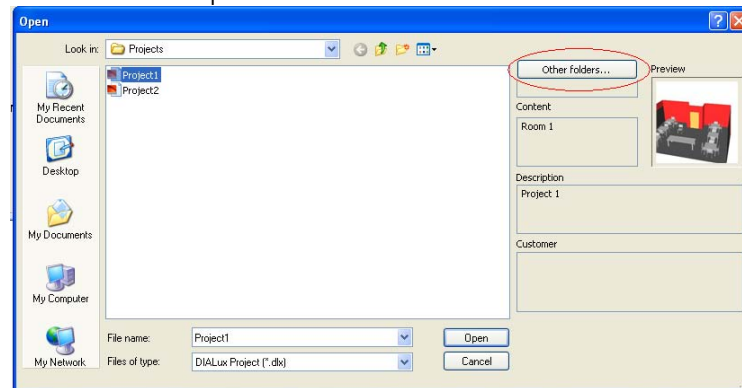 Open
Look in:
Projects
Other folders...
Preview
Project1
Project2
My Recent
Documents
Content
Room 1
Desktop
Description
Project 1
My Documents
Customer
My Computer
File name:
Project1
Open
My Network
Files of type:
DIALux Project (*.dlx)
Cancel